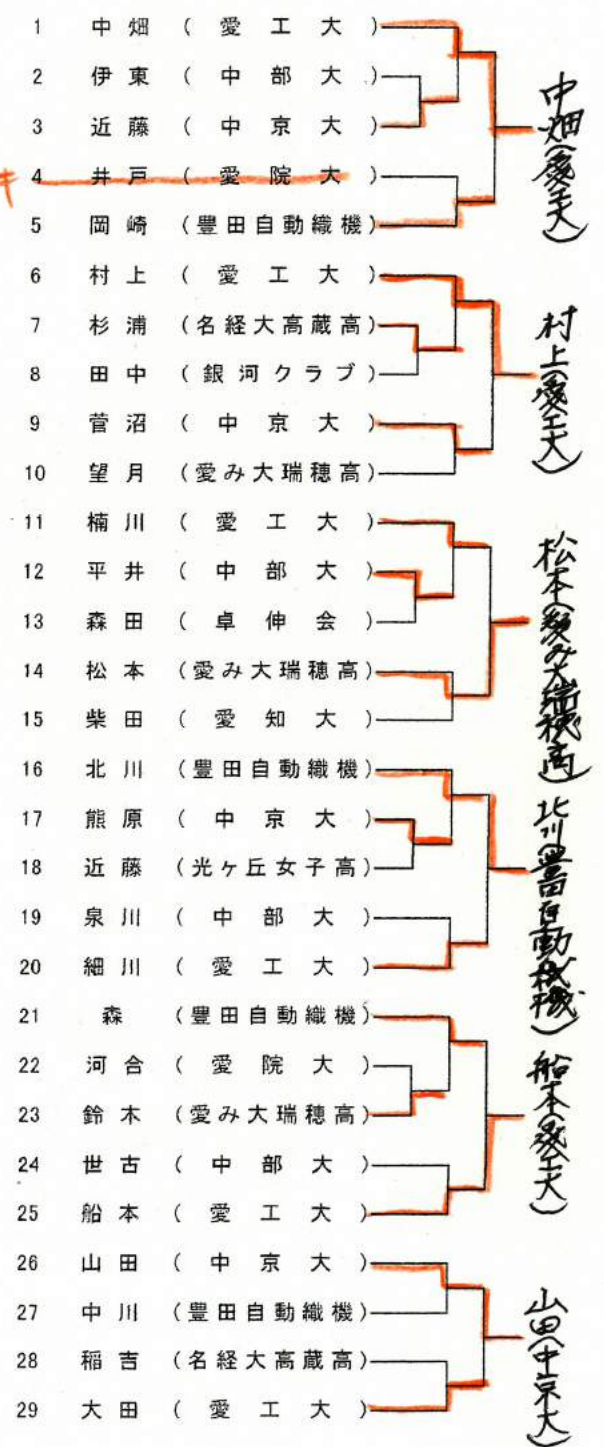 1 中畑 (愛工大)
2 伊東 (中部大)
3 近藤 (中京大)
4 井戸 (愛院大)
5 岡崎 (豊田自動織機)
6 村上 (愛工大)
7 杉浦 (名経大高蔵高)
8 田中 (銀河クラブ)
9 菅沼 (中京大)
10 望月 (愛み大瑞穂高)
11 楠川 (愛工大)
12 平井 (中部大)
13 森田 (卓伸会)
14 松本 (愛み大瑞穂高)
15 柴田 (愛知大)
16 北川 (豊田自動織機)
17 熊原 (中京大)
18 近藤 (光ヶ丘女子高)
19 泉川 (中部大)
20 細川 (愛工大)
21 森 (豊田自動織機)
22 河合 (愛院大)
23 鈴木 (愛み大瑞穂高)
24 世古 (中部大)
25 船本 (愛工大)
26 山田 (中京大)
27 中川 (豊田自動織機)
28 稲吉 (名経大高蔵高)
29 大田 (愛工大)
中畑(愛工大)
村上(愛工大)
松本(愛み大瑞穂高)
北川(豊田自動織機)
船本(愛工大)
山田(中京大)